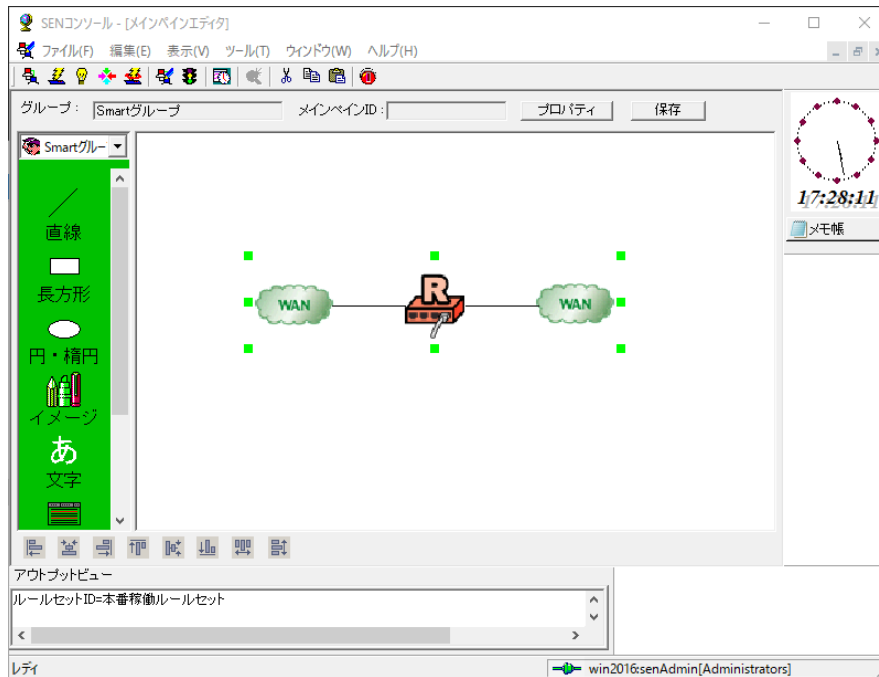 SENコンソール - [メインペインエディタ]
ファイル(F) 編集(E) 表示(V) ツール(T) ウィンドウ(W) ヘルプ(H)
グループ： Smartグループ メインペインID： プロパティ 保存
Smartグルー
直線
長方形
円・楕円
イメージ
あ
文字
WAN
R
WAN
17:28:11
メモ帳
アウトプットビュー
ルールセットID=本番稼働ルールセット
レディ
win2016:senAdmin[Administrators]